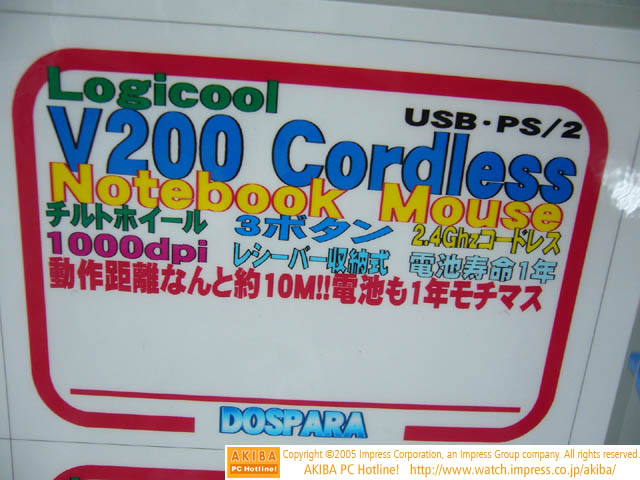 Logicool
USB・PS/2
V200 Cordless
Notebook Mouse
チルトホイール 3ボタン 2.4Ghzコードレス
1000dpi レシーバー収納式 電池寿命1年
動作距離なんと約10M!!電池も1年モチマス
DOSPARA
AKIBA
PC Hotline!
Copyright ©2005 Impress Corporation, an Impress Group company. All rights reserved.
AKIBA PC Hotline! http://www.watch.impress.co.jp/akiba/